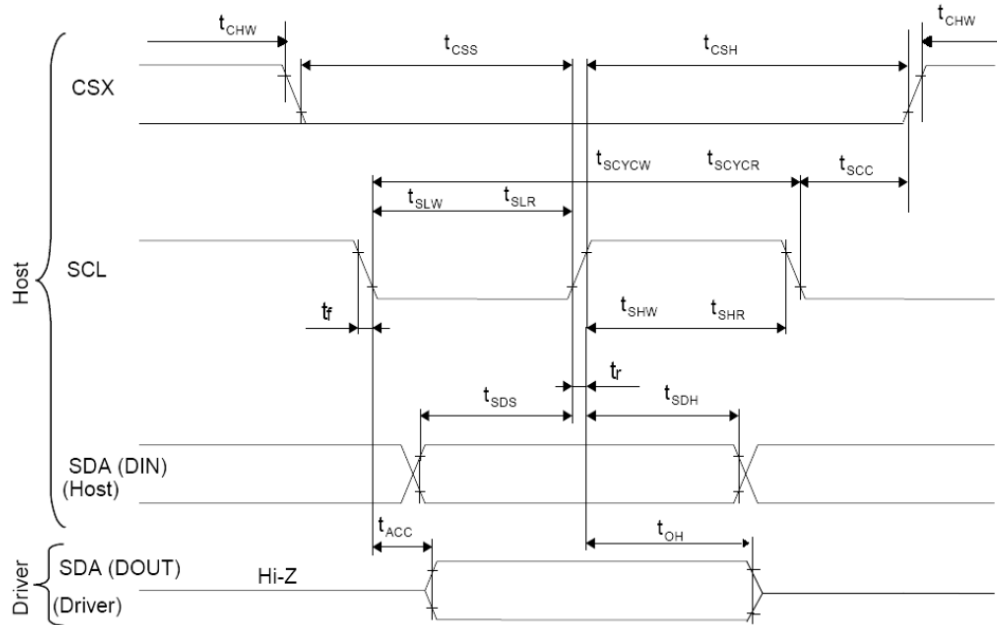 tCHW
tCHW
tCSS
tCSH
CSX
tSCYCW
tSCYCR
tSCC
tSLW
tSLR
Host
SCL
tf
tSHW
tSHR
tr
tSDS
tSDH
SDA (DIN)
(Host)
tACC
tOH
Driver
SDA (DOUT)
Hi-Z
(Driver)